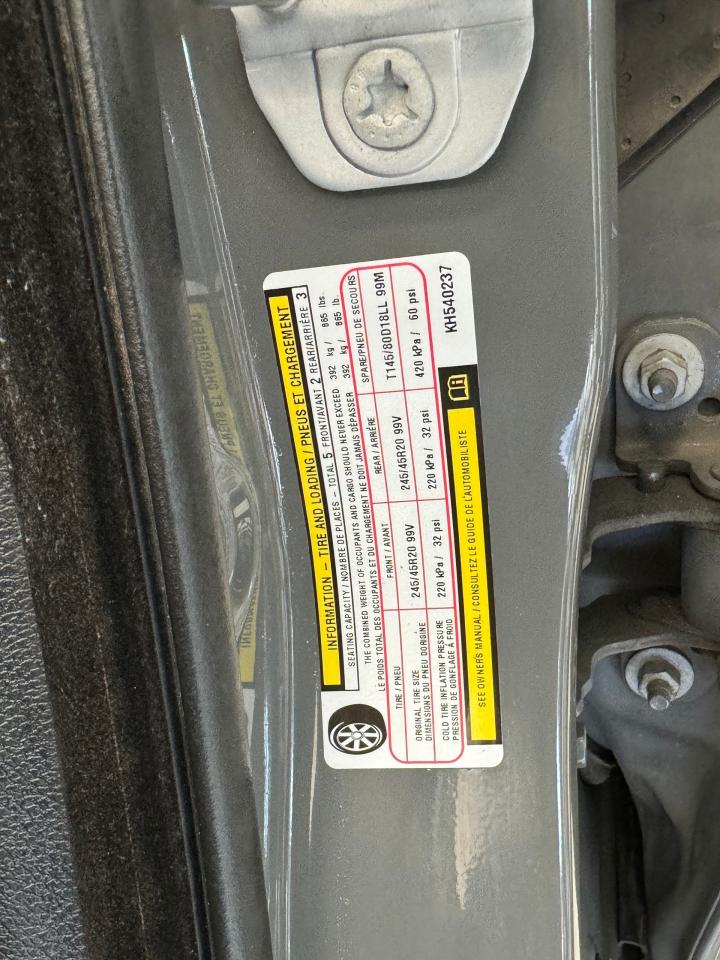 INFORMATION – TIRE AND LOADING / PNEUS ET CHARGEMENT
SEATING CAPACITY / NOMBRE DE PLACES – TOTAL 5 FRONT/AVANT 2 REAR/ARRIÈRE 3
THE COMBINED WEIGHT OF OCCUPANTS AND CARGO SHOULD NEVER EXCEED 392 kg / 865 lbs.
LE POIDS TOTAL DES OCCUPANTS ET DU CHARGEMENT NE DOIT JAMAIS DÉPASSER 392 kg / 865 lb.
TIRE / PNEU FRONT / AVANT REAR / ARRIÈRE SPARE/PNEU DE SECOURS
ORIGINAL TIRE SIZE
DIMENSIONS DU PNEU DORIGINE 245/45R20 99V 245/45R20 99V T145/80D18LL 99M
COLD TIRE INFLATION PRESSURE
PRESSION DE GONFLAGE À FROID 220 kPa / 32 psi 220 kPa / 32 psi 420 kPa / 60 psi
SEE OWNERS MANUAL / CONSULTEZ LE GUIDE DE L'AUTOMOBILISTE
KH540237